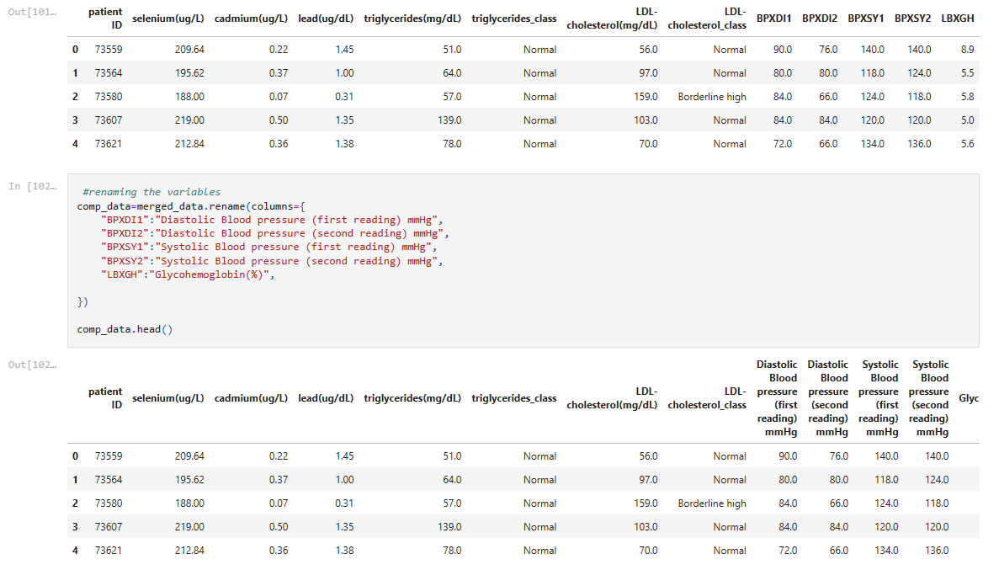 Out[101…
patient ID selenium(ug/L) cadmium(ug/L) lead(ug/dL) triglycerides(mg/dL) triglycerides_class LDL-cholesterol(mg/dL) LDL-cholesterol_class BPXDI1 BPXDI2 BPXSY1 BPXSY2 LBXGH
0 73559 209.64 0.22 1.45 51.0 Normal 56.0 Normal 90.0 76.0 140.0 140.0 8.9
1 73564 195.62 0.37 1.00 64.0 Normal 97.0 Normal 80.0 80.0 118.0 124.0 5.5
2 73580 188.00 0.07 0.31 57.0 Normal 159.0 Borderline high 84.0 66.0 124.0 118.0 5.8
3 73607 219.00 0.50 1.35 139.0 Normal 103.0 Normal 84.0 84.0 120.0 120.0 5.0
4 73621 212.84 0.36 1.38 78.0 Normal 70.0 Normal 72.0 66.0 134.0 136.0 5.6
In [102…
#renaming the variables
comp_data=merged_data.rename(columns={
"BPXDI1":"Diastolic Blood pressure (first reading) mmHg",
"BPXDI2":"Diastolic Blood pressure (second reading) mmHg",
"BPXSY1":"Systolic Blood pressure (first reading) mmHg",
"BPXSY2":"Systolic Blood pressure (second reading) mmHg",
"LBXGH":"Glycohemoglobin(%)",
})
comp_data.head()
Out[102…
patient ID selenium(ug/L) cadmium(ug/L) lead(ug/dL) triglycerides(mg/dL) triglycerides_class LDL-cholesterol(mg/dL) LDL-cholesterol_class Diastolic Blood pressure (first reading) mmHg Diastolic Blood pressure (second reading) mmHg Systolic Blood pressure (first reading) mmHg Systolic Blood pressure (second reading) mmHg Glyc
0 73559 209.64 0.22 1.45 51.0 Normal 56.0 Normal 90.0 76.0 140.0 140.0
1 73564 195.62 0.37 1.00 64.0 Normal 97.0 Normal 80.0 80.0 118.0 124.0
2 73580 188.00 0.07 0.31 57.0 Normal 159.0 Borderline high 84.0 66.0 124.0 118.0
3 73607 219.00 0.50 1.35 139.0 Normal 103.0 Normal 84.0 84.0 120.0 120.0
4 73621 212.84 0.36 1.38 78.0 Normal 70.0 Normal 72.0 66.0 134.0 136.0